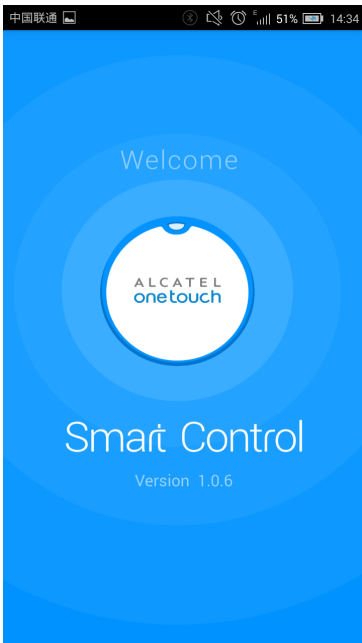 中国联通 E 51% 14:34
Welcome
ALCATEL
onetouch
Smart Control
Version 1.0.6